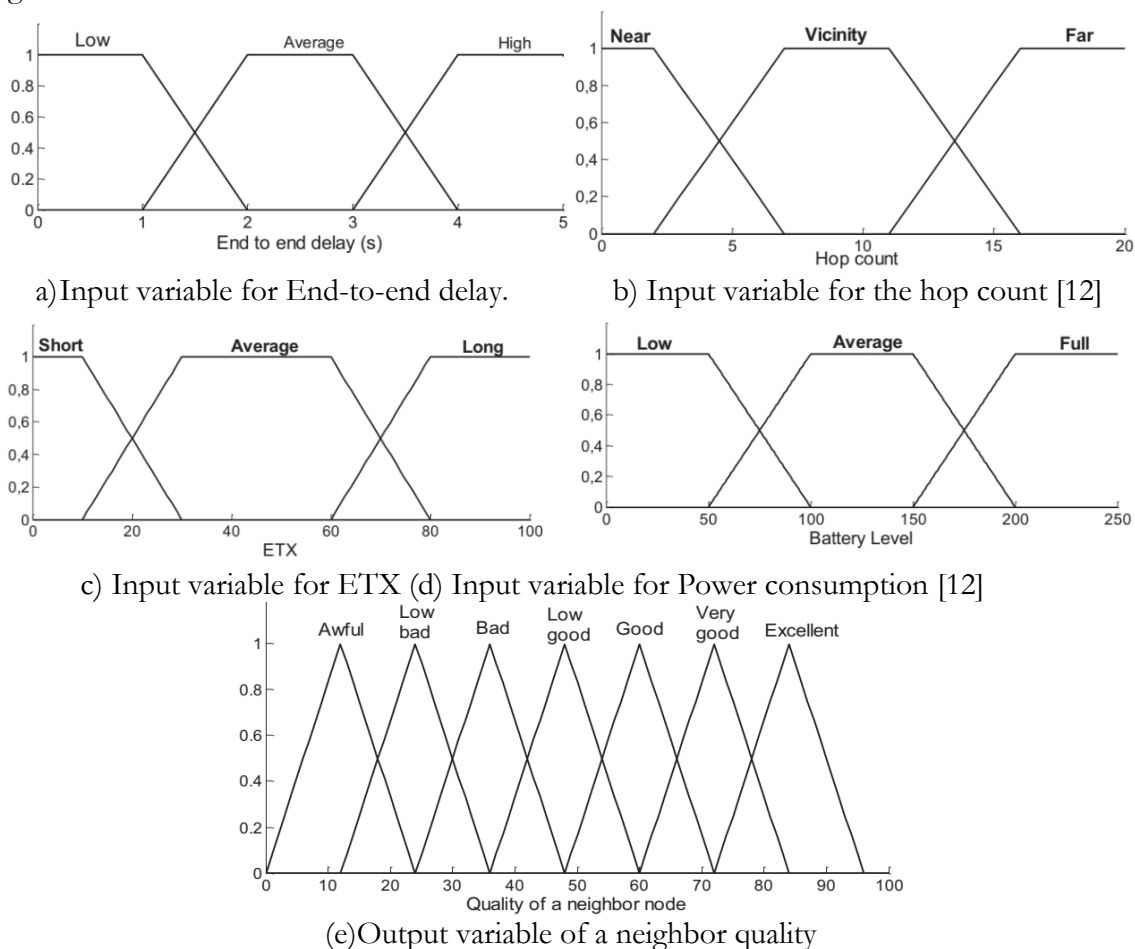 Low Average High
1
0.8
0.6
0.4
0.2
0
0 1 2 3 4 5
End to end delay (s)
Near Vicinity Far
1
0.8
0.6
0.4
0,2
0
0 5 10 15 20
Hop count
a)Input variable for End-to-end delay. b) Input variable for the hop count [12]
Short Average Long
1
0,8
0,6
0,4
0,2
0
0 20 40 60 80 100
ETX
Low Average Full
1
0,8
0,6
0,4
0,2
0
0 50 100 150 200 250
Battery Level
c) Input variable for ETX (d) Input variable for Power consumption [12]
Awful Low bad Bad Low good Good Very good Excellent
1
0.8
0.6
0.4
0.2
0
0 10 20 30 40 50 60 70 80 90 100
Quality of a neighbor node
(e)Output variable of a neighbor quality